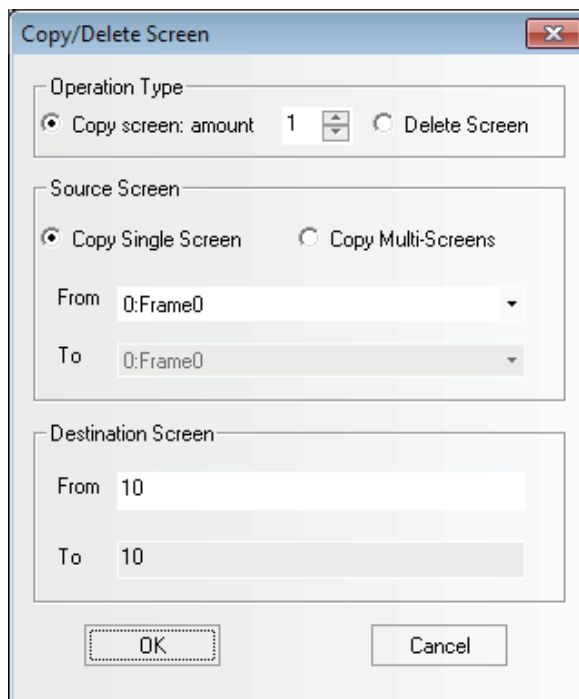 Copy/Delete Screen
Operation Type
Copy screen: amount 1 Delete Screen
Source Screen
Copy Single Screen Copy Multi-Screens
From 0:Frame0
To 0:Frame0
Destination Screen
From 10
To 10
OK Cancel